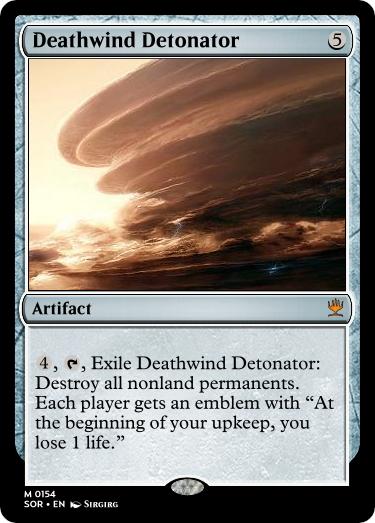 Deathwind Detonator 5
Artifact
4 , , Exile Deathwind Detonator:
Destroy all nonland permanents.
Each player gets an emblem with “At
the beginning of your upkeep, you
lose 1 life.”
M 0154
SOR • EN Sirgirg